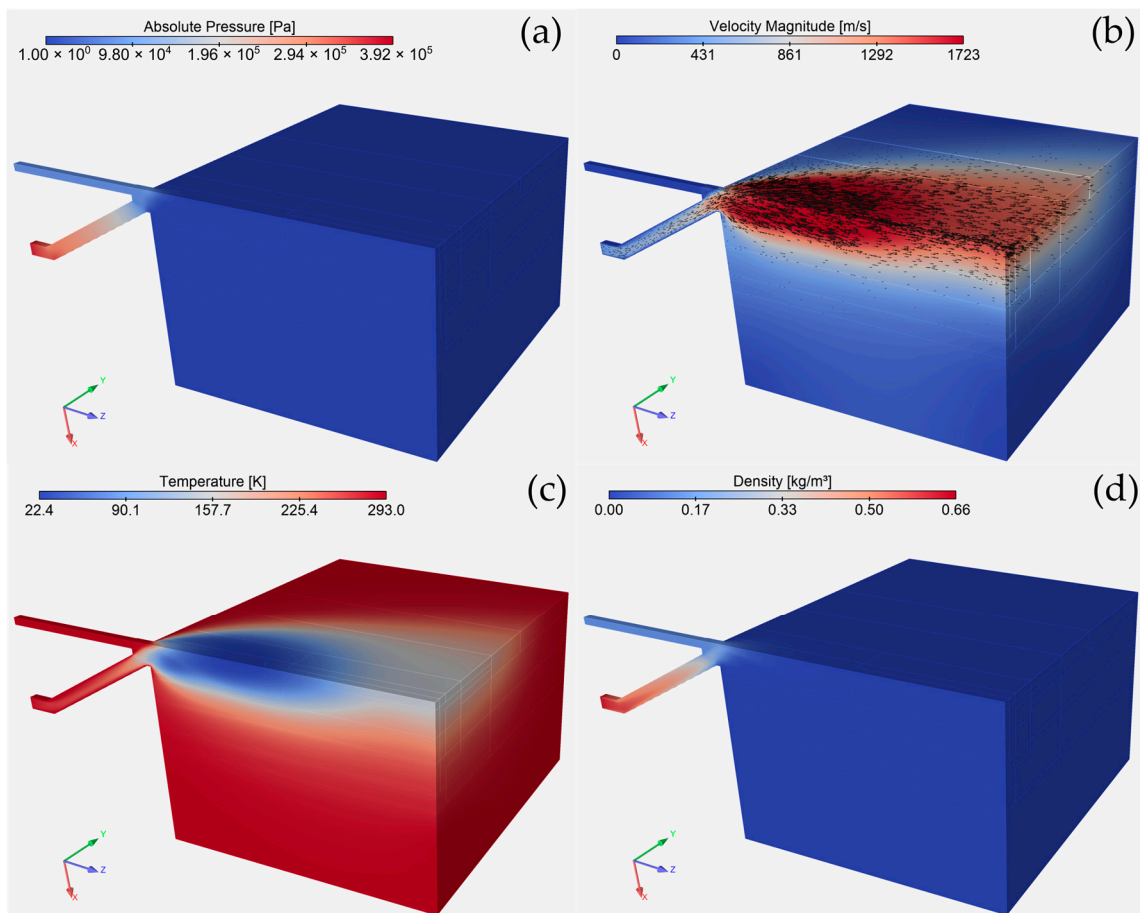 Absolute Pressure [Pa]
1.00 × 10⁰ 9.80 × 10⁴ 1.96 × 10⁵ 2.94 × 10⁵ 3.92 × 10⁵
(a)
Y
Z
X
Velocity Magnitude [m/s]
0 431 861 1292 1723
(b)
Y
Z
X
Temperature [K]
22.4 90.1 157.7 225.4 293.0
(c)
Y
Z
X
Density [kg/m³]
0.00 0.17 0.33 0.50 0.66
(d)
Y
Z
X